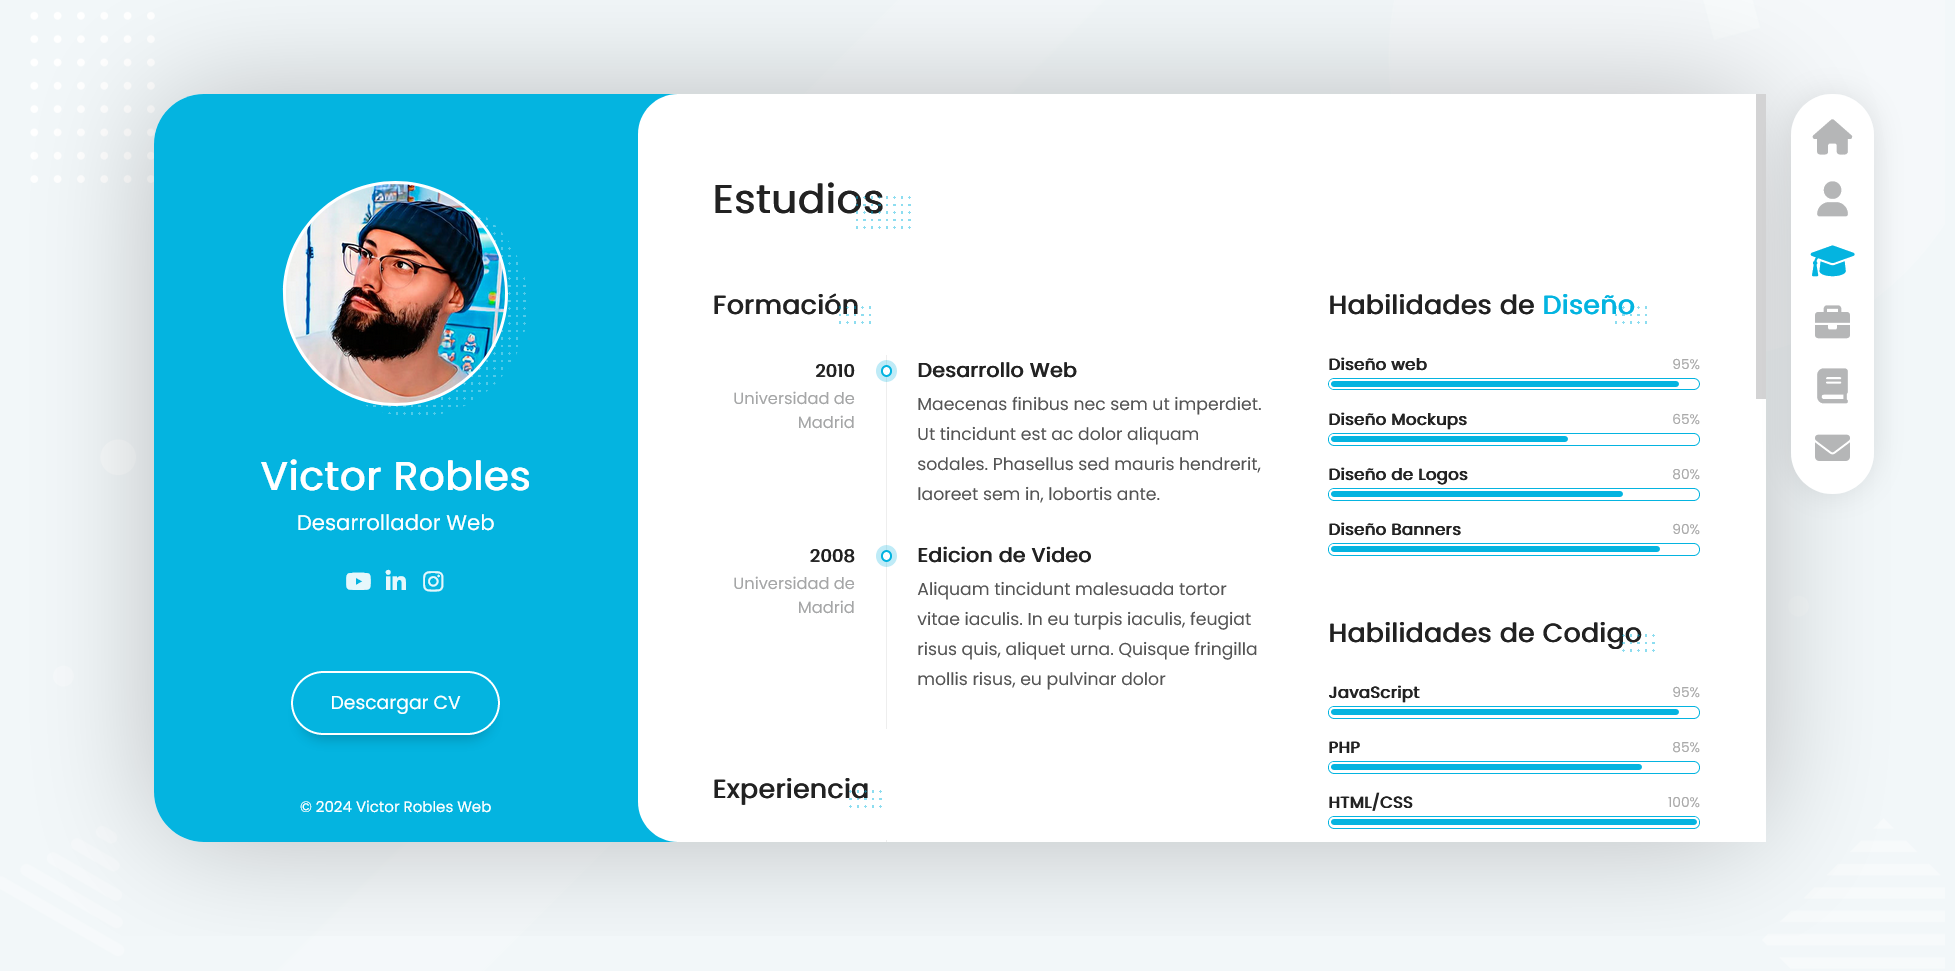 Victor Robles
Desarrollador Web
Descargar CV
© 2024 Victor Robles Web
Estudios
Formación
2010
Universidad de
Madrid
Desarrollo Web
Maecenas finibus nec sem ut imperdiet.
Ut tincidunt est ac dolor aliquam
sodales. Phasellus sed mauris hendrerit,
laoreet sem in, lobortis ante.
2008
Universidad de
Madrid
Edicion de Video
Aliquam tincidunt malesuada tortor
vitae iaculis. In eu turpis iaculis, feugiat
risus quis, aliquet urna. Quisque fringilla
mollis risus, eu pulvinar dolor
Experiencia
Habilidades de Diseño
Diseño web 95%
Diseño Mockups 65%
Diseño de Logos 80%
Diseño Banners 90%
Habilidades de Codigo
JavaScript 95%
PHP 85%
HTML/CSS 100%